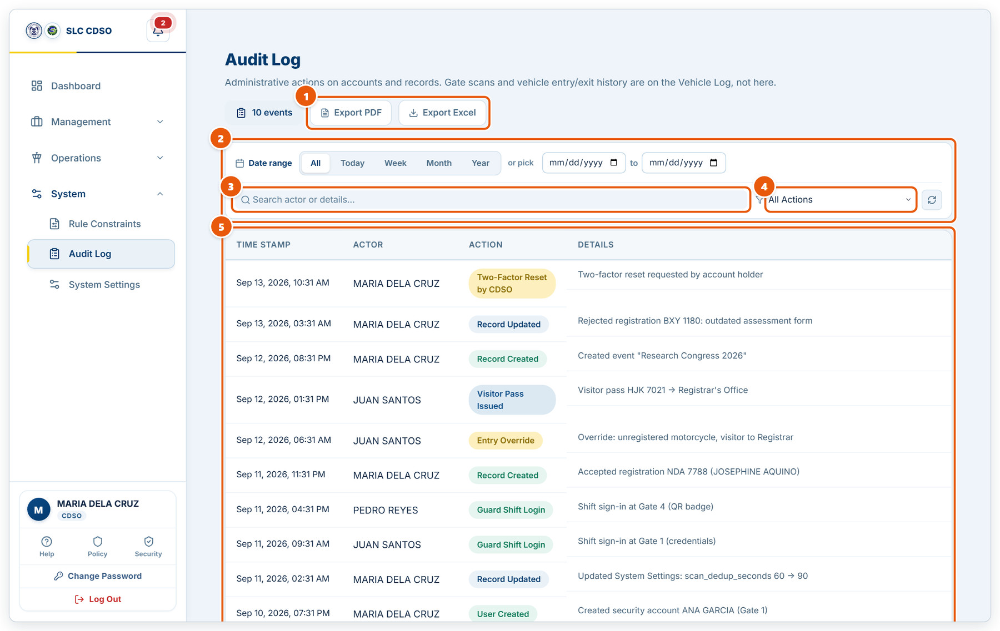 SLC CDSO
2
Dashboard
Management
Operations
System
Rule Constraints
Audit Log
System Settings
M
MARIA DELA CRUZ
CDSO
Help
Policy
Security
Change Password
Log Out
Audit Log
Administrative actions on accounts and records. Gate scans and vehicle entry/exit history are on the Vehicle Log, not here.
1
10 events
Export PDF
Export Excel
2
Date range
All
Today
Week
Month
Year
or pick
mm/dd/yyyy
to
mm/dd/yyyy
3
Search actor or details...
4
All Actions
5
TIME STAMP ACTOR ACTION DETAILS
Sep 13, 2026, 10:31 AM MARIA DELA CRUZ Two-Factor Reset by CDSO Two-factor reset requested by account holder
Sep 13, 2026, 03:31 AM MARIA DELA CRUZ Record Updated Rejected registration BXY 1180: outdated assessment form
Sep 12, 2026, 08:31 PM MARIA DELA CRUZ Record Created Created event "Research Congress 2026"
Sep 12, 2026, 01:31 PM JUAN SANTOS Visitor Pass Issued Visitor pass HJK 7021 → Registrar's Office
Sep 12, 2026, 06:31 AM JUAN SANTOS Entry Override Override: unregistered motorcycle, visitor to Registrar
Sep 11, 2026, 11:31 PM MARIA DELA CRUZ Record Created Accepted registration NDA 7788 (JOSEPHINE AQUINO)
Sep 11, 2026, 04:31 PM PEDRO REYES Guard Shift Login Shift sign-in at Gate 4 (QR badge)
Sep 11, 2026, 09:31 AM JUAN SANTOS Guard Shift Login Shift sign-in at Gate 1 (credentials)
Sep 11, 2026, 02:31 AM MARIA DELA CRUZ Record Updated Updated System Settings: scan_dedup_seconds 60 → 90
Sep 10, 2026, 07:31 PM MARIA DELA CRUZ User Created Created security account ANA GARCIA (Gate 1)